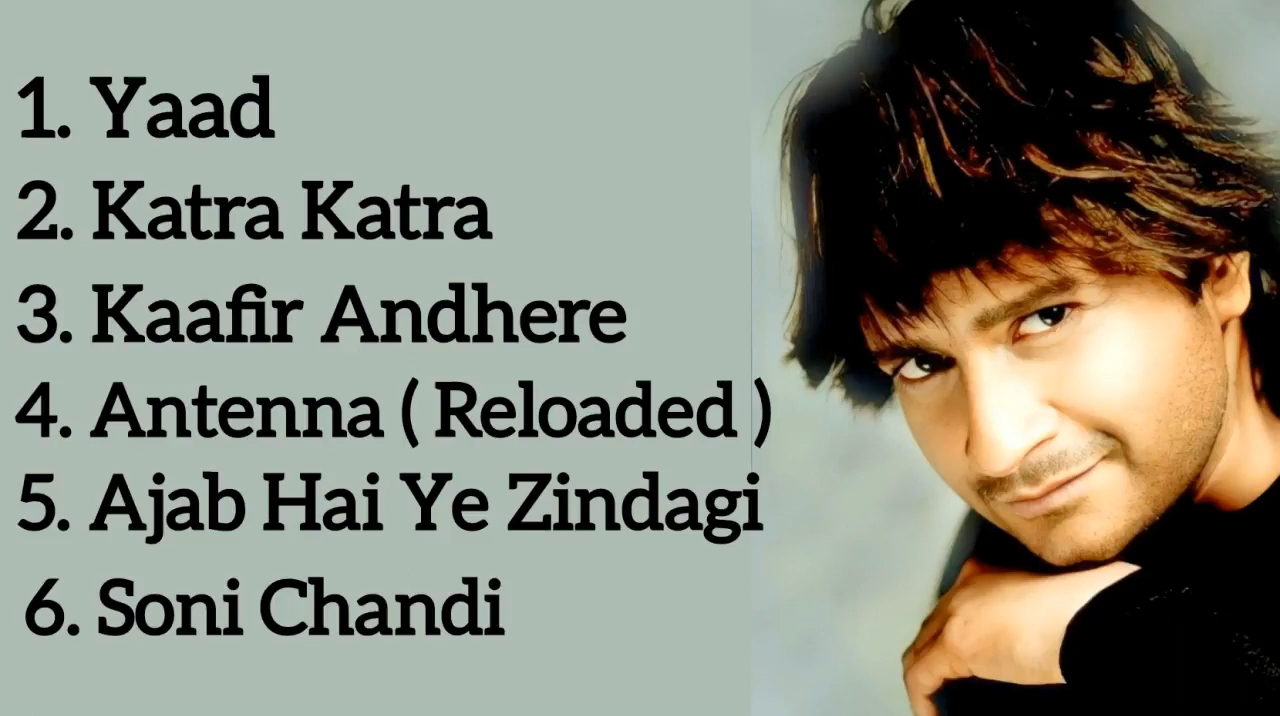 1. Yaad
2. Katra Katra
3. Kaafir Andhere
4. Antenna ( Reloaded )
5. Ajab Hai Ye Zindagi
6. Soni Chandi